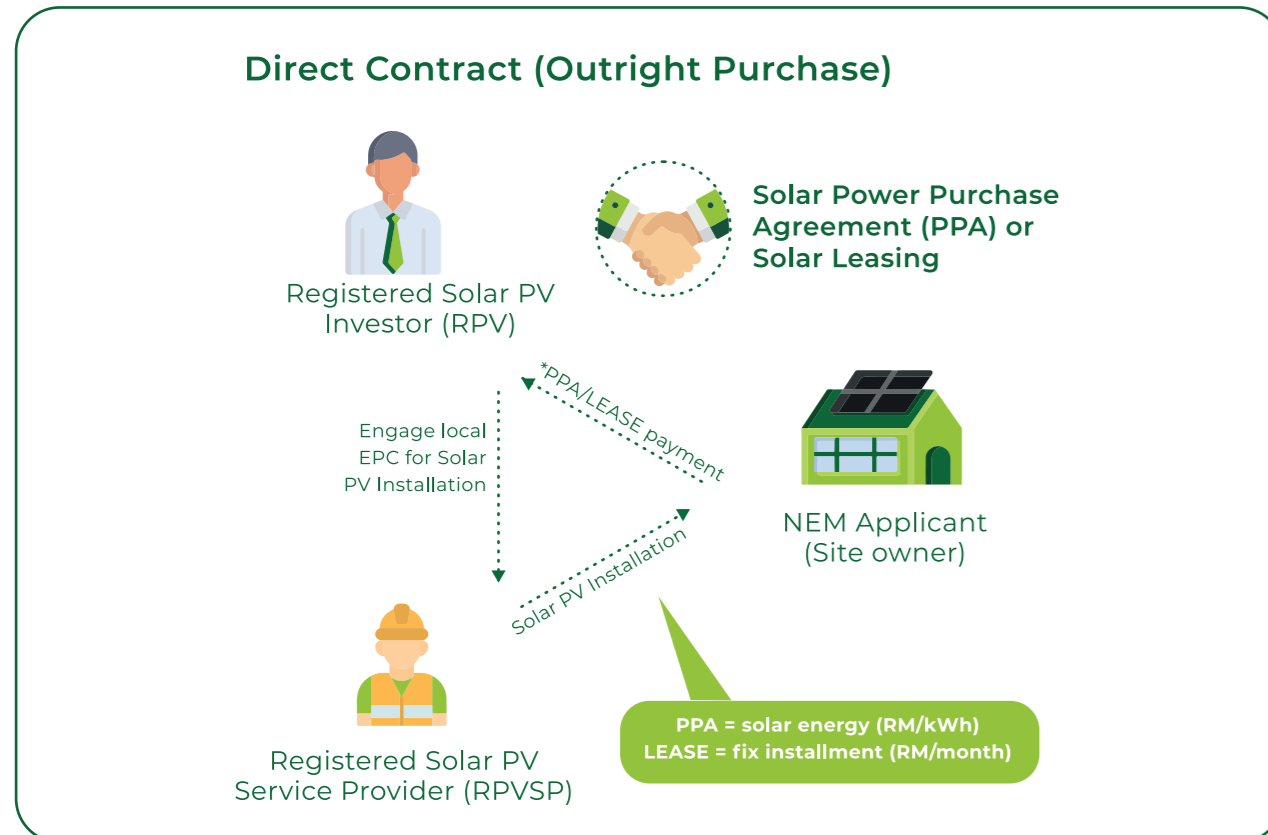 Direct Contract (Outright Purchase)
Solar Power Purchase
Agreement (PPA) or
Solar Leasing
Registered Solar PV
Investor (RPV)
*PPA/LEASE payment
Engage local
EPC for Solar
PV Installation
NEM Applicant
(Site owner)
Solar PV Installation
PPA = solar energy (RM/kWh)
LEASE = fix installment (RM/month)
Registered Solar PV
Service Provider (RPVSP)